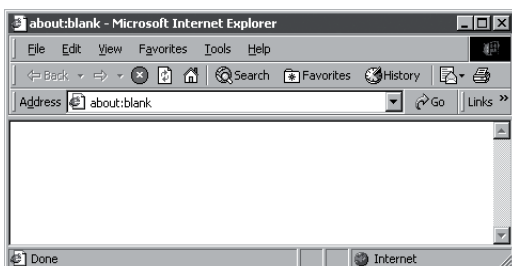 about:blank - Microsoft Internet Explorer
File Edit View Favorites Tools Help
Back Search Favorites History
Address about:blank Go Links »
Done Internet